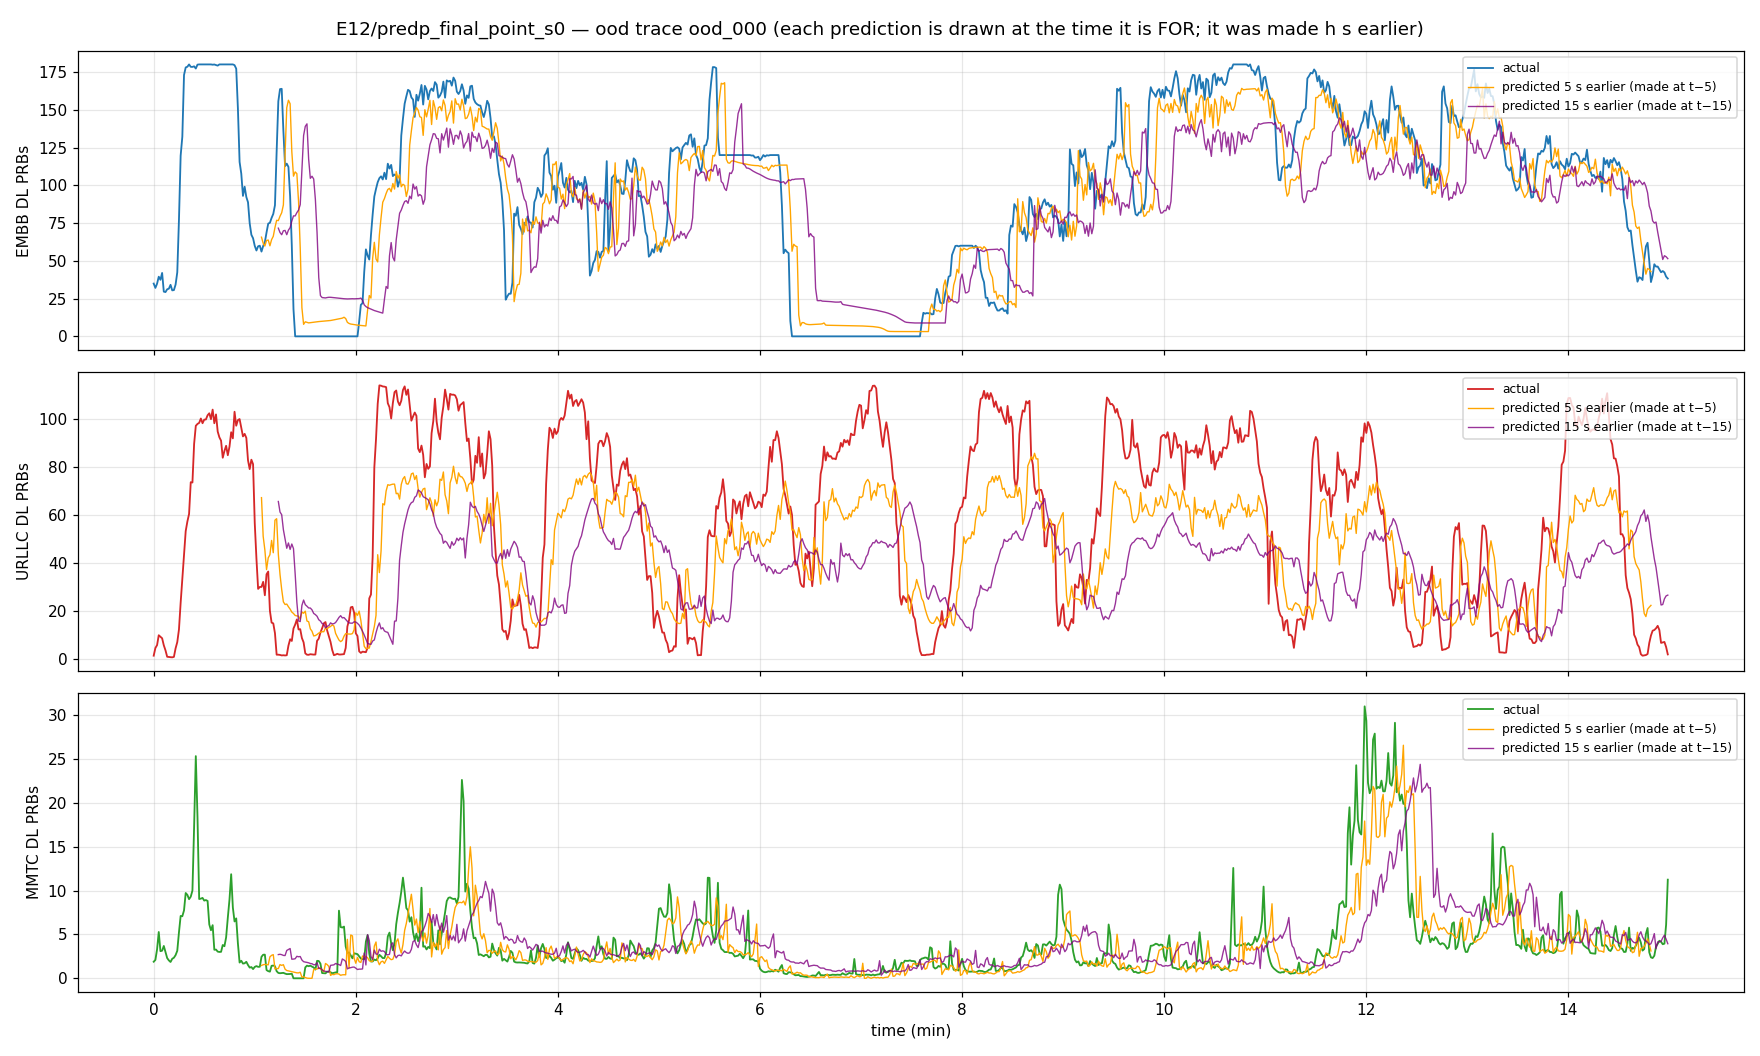 E12/predp_final_point_s0 — ood trace ood_000 (each prediction is drawn at the time it is FOR; it was made h s earlier)
EMBB DL PRBs
175
150
125
100
75
50
25
0
actual
predicted 5 s earlier (made at t−5)
predicted 15 s earlier (made at t−15)
URLLC DL PRBs
100
80
60
40
20
0
actual
predicted 5 s earlier (made at t−5)
predicted 15 s earlier (made at t−15)
MMTC DL PRBs
30
25
20
15
10
5
0
actual
predicted 5 s earlier (made at t−5)
predicted 15 s earlier (made at t−15)
0 2 4 6 8 10 12 14
time (min)